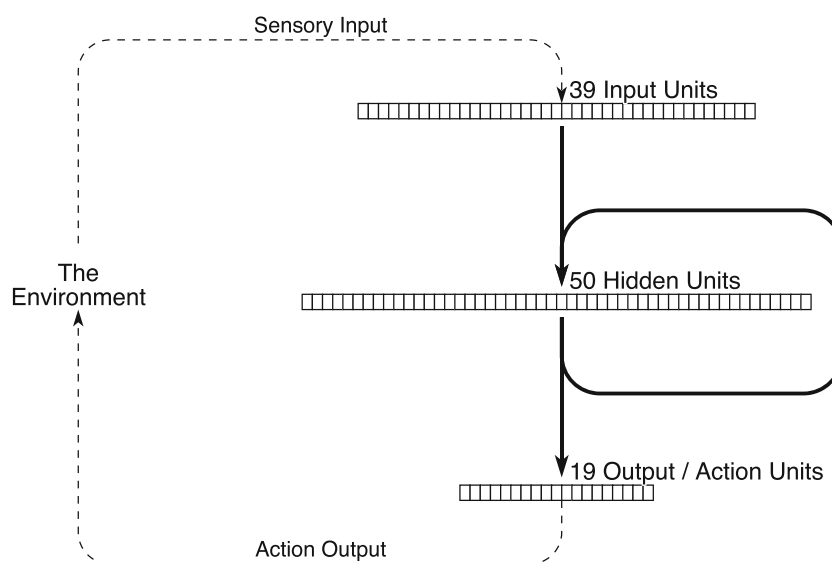 Sensory Input
39 Input Units
50 Hidden Units
The
Environment
19 Output / Action Units
Action Output